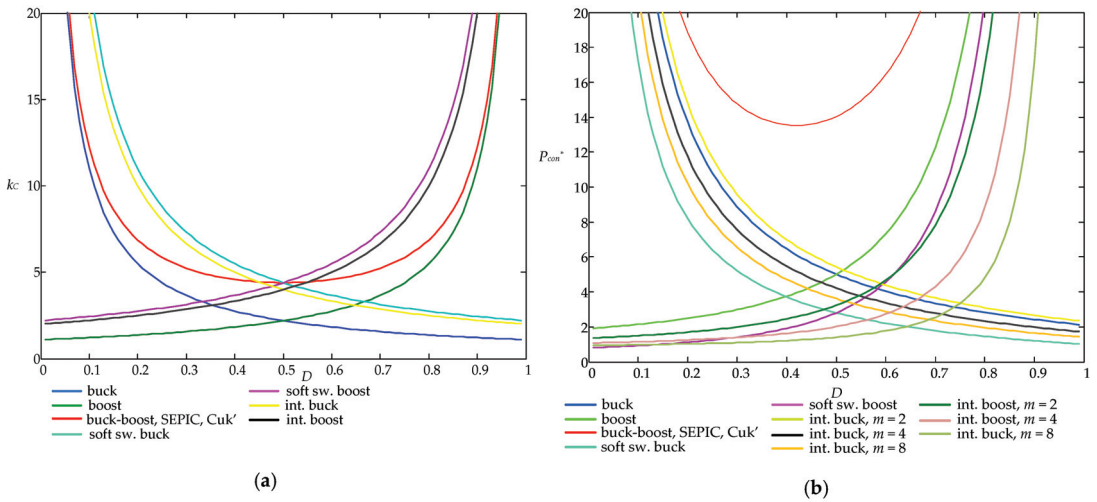 20
15
10
5
0
kC
0.1 0.2 0.3 0.4 0.5 0.6 0.7 0.8 0.9 1
D
buck
boost
buck-boost, SEPIC, Cuk′
soft sw. buck
soft sw. boost
int. buck
int. boost
(a)
20
18
16
14
12
10
8
6
4
2
0
Pcon*
0 0.1 0.2 0.3 0.4 0.5 0.6 0.7 0.8 0.9 1
D
buck
boost
buck-boost, SEPIC, Cuk′
soft sw. buck
soft sw. boost
int. buck, m = 2
int. buck, m = 4
int. buck, m = 8
int. boost, m = 2
int. boost, m = 4
int. buck, m = 8
(b)